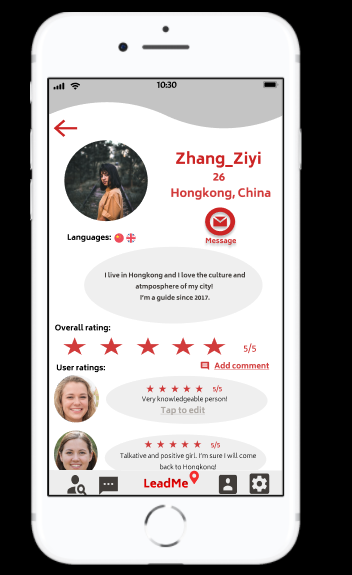 10:30
Zhang_Ziyi
26
Hongkong, China
Message
Languages:
I live in Hongkong and I love the culture and
atmposphere of my city!
I'm a guide since 2017.
Overall rating:
5/5
User ratings:
Add comment
5/5
Very knowledgeable person!
Tap to edit
5/5
Talkative and positive girl. I'm sure I will come
back to Hongkong!
LeadMe